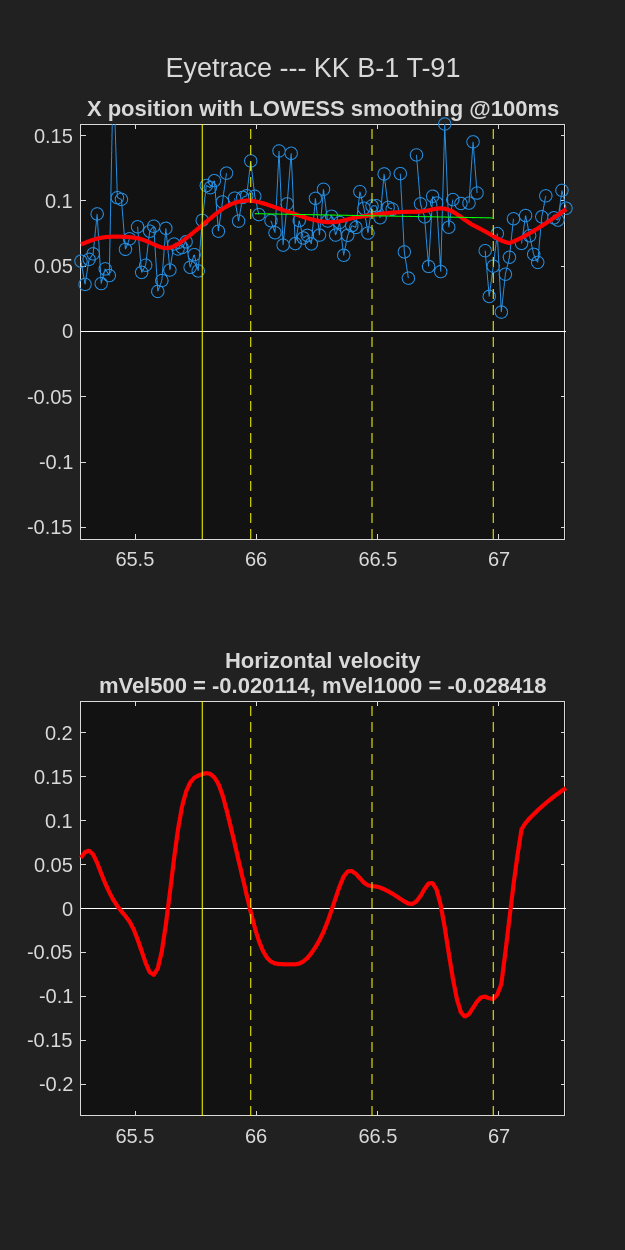 Eyetrace --- KK B-1 T-91
X position with LOWESS smoothing @100ms
0.15
0.1
0.05
0
-0.05
-0.1
-0.15
65.5 66 66.5 67
Horizontal velocity
mVel500 = -0.020114, mVel1000 = -0.028418
0.2
0.15
0.1
0.05
0
-0.05
-0.1
-0.15
-0.2
65.5 66 66.5 67